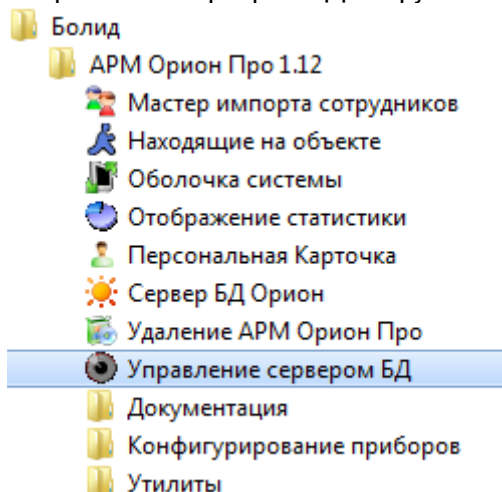 Болид
АРМ Орион Про 1.12
Мастер импорта сотрудников
Находящие на объекте
Оболочка системы
Отображение статистики
Персональная Карточка
Сервер БД Орион
Удаление АРМ Орион Про
Управление сервером БД
Документация
Конфигурирование приборов
Утилиты